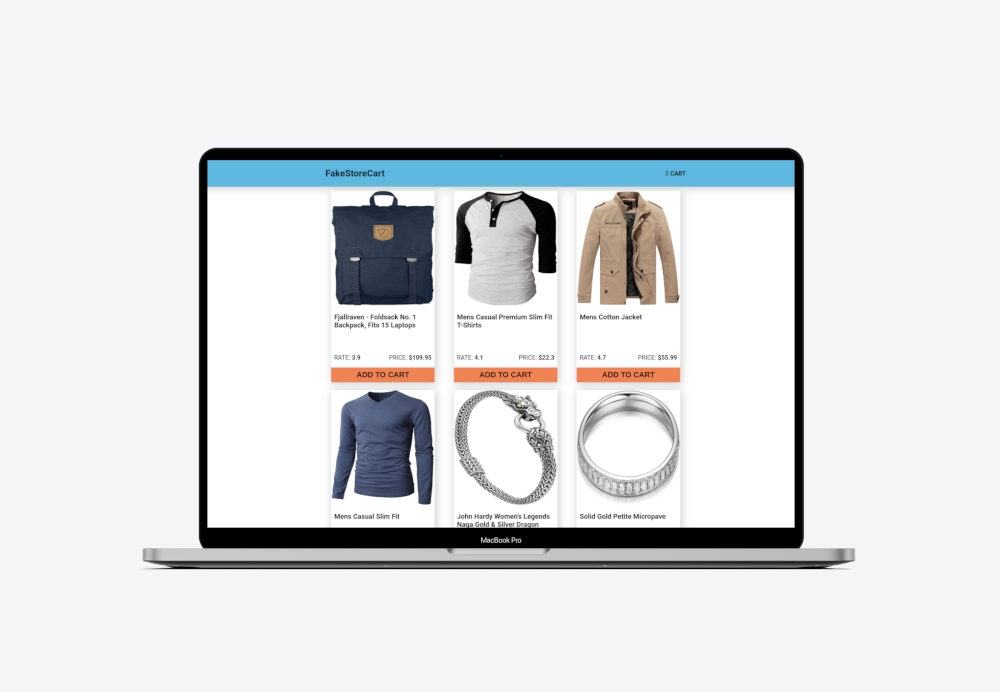 FakeStoreCart
0 CART
Fjallraven - Foldsack No. 1
Backpack, Fits 15 Laptops
RATE: 3.9 PRICE: $109.95
ADD TO CART
Mens Casual Premium Slim Fit
T-Shirts
RATE: 4.1 PRICE: $22.3
ADD TO CART
Mens Cotton Jacket
RATE: 4.7 PRICE: $55.99
ADD TO CART
Mens Casual Slim Fit
John Hardy Women's Legends
Naga Gold & Silver Dragon
Solid Gold Petite Micropave
MacBook Pro